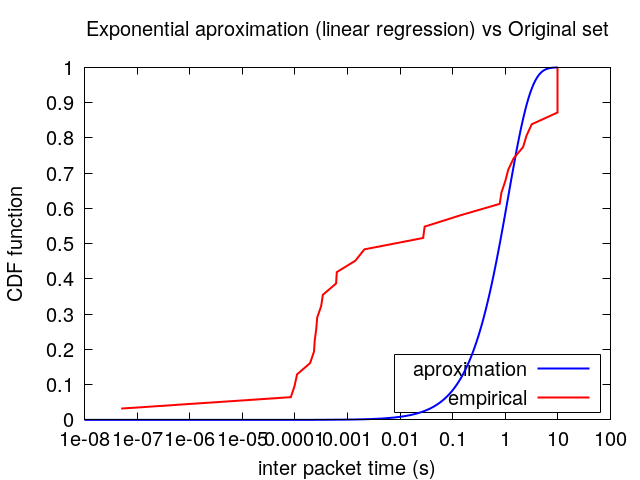 Exponential aproximation (linear regression) vs Original set
1
0.9
0.8
0.7
0.6
0.5
0.4
0.3
0.2
0.1
0
CDF function
aproximation
empirical
1e-08 1e-07 1e-06 1e-05 0.0001 0.001 0.01 0.1 1 10 100
inter packet time (s)